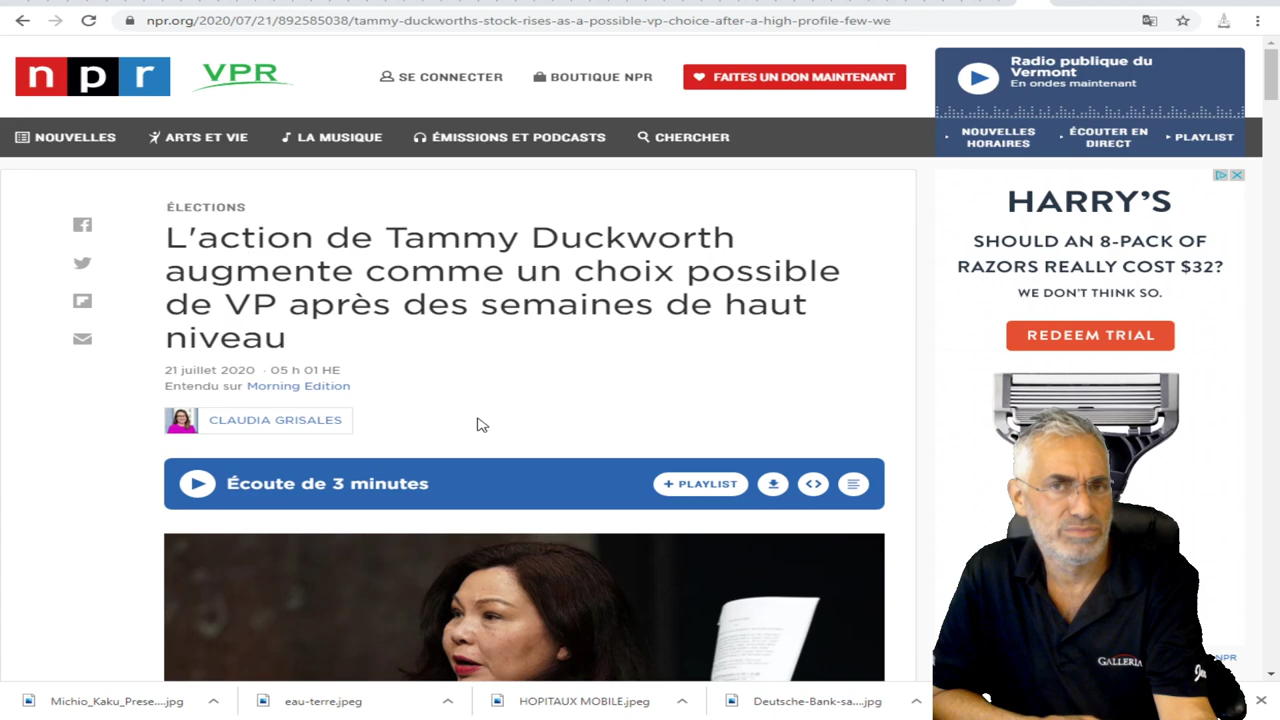 npr.org/2020/07/21/892585038/tammy-duckworths-stock-rises-as-a-possible-vp-choice-after-a-high-profile-few-we
npr
VPR
SE CONNECTER
BOUTIQUE NPR
FAITES UN DON MAINTENANT
Radio publique du
Vermont
En ondes maintenant
NOUVELLES
ARTS ET VIE
LA MUSIQUE
ÉMISSIONS ET PODCASTS
CHERCHER
NOUVELLES
HORAIRES
ÉCOUTER EN
DIRECT
PLAYLIST
ÉLECTIONS
L'action de Tammy Duckworth
augmente comme un choix possible
de VP après des semaines de haut
niveau
21 juillet 2020 · 05 h 01 HE
Entendu sur Morning Edition
CLAUDIA GRISALES
Écoute de 3 minutes
+ PLAYLIST
HARRY'S
SHOULD AN 8-PACK OF
RAZORS REALLY COST $32?
WE DON'T THINK SO.
REDEEM TRIAL
GALLERIA
NPR
Michio_Kaku_Prese....jpg
eau-terre.jpeg
HOPITAUX MOBILE.jpeg
Deutsche-Bank-sa....jpg